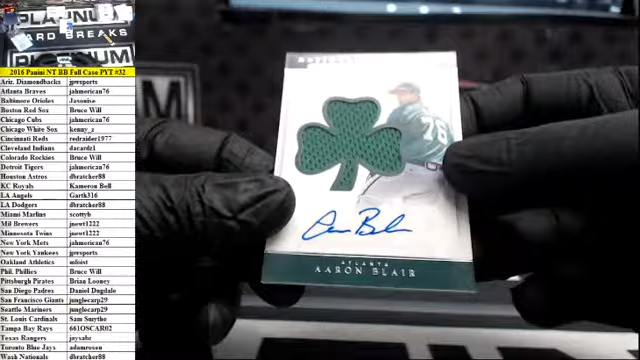 PLATINUM
CARD BREAKS
PLATINUM
2016 Panini NT BB Full Case PYT #32
Ariz. Diamondbacks jpwsports
Atlanta Braves jahmerican76
Baltimore Orioles Jasonise
Boston Red Sox Bruce Will
Chicago Cubs jahmerican76
Chicago White Sox kenny_z
Cincinnati Reds redraider1977
Cleveland Indians dacardz1
Colorado Rockies Bruce Will
Detroit Tigers jahmerican76
Houston Astros dbratcher88
KC Royals Kameron Bell
LA Angels Garth316
LA Dodgers dbratcher88
Miami Marlins scottyb
Mil Brewers jnewt1222
Minnesota Twins jnewt1222
New York Mets jahmerican76
New York Yankees jpwsports
Oakland Athletics mfoist
Phil. Phillies Bruce Will
Pittsburgh Pirates Brian Looney
San Diego Padres Daniel Dugdale
San Francisco Giants junglecarp29
Seattle Mariners junglecarp29
St. Louis Cardinals Sam Smythe
Tampa Bay Rays 661OSCAR02
Texas Rangers jaysabr
Toronto Blue Jays adamrosen
Wash Nationals dbratcher88
76
ATLANTA
AARON BLAIR